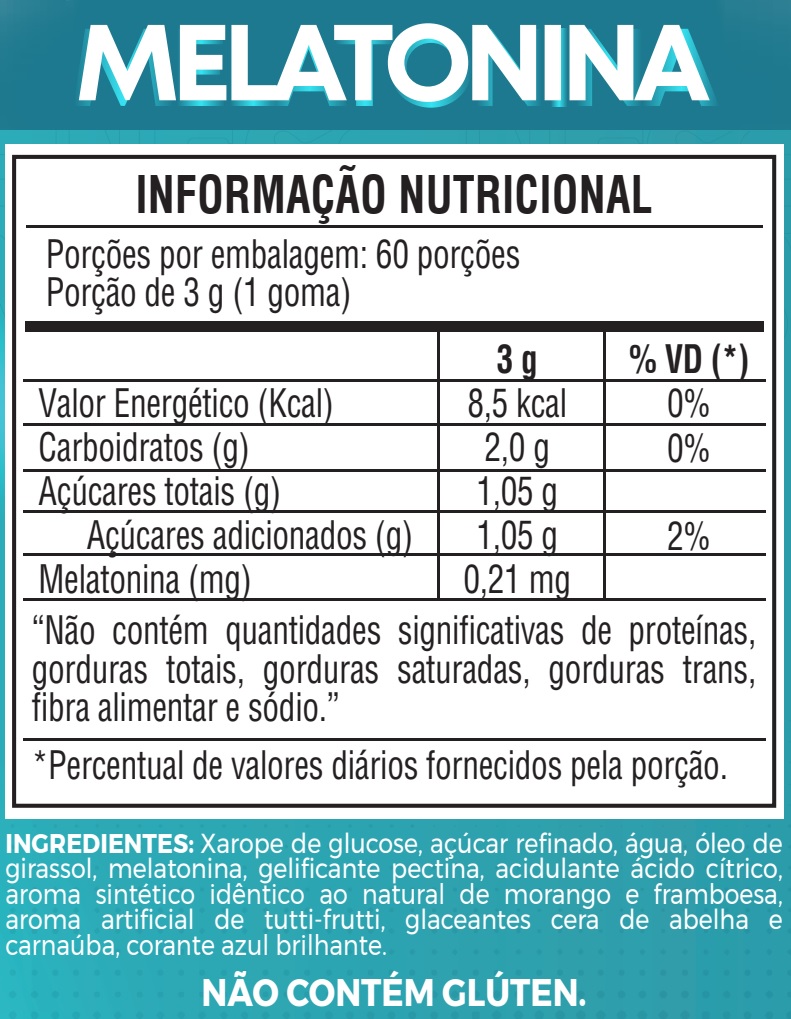 MELATONINA
INFORMAÇÃO NUTRICIONAL
Porções por embalagem: 60 porções
Porção de 3 g (1 goma)
3 g % VD (*)
Valor Energético (Kcal) 8,5 kcal 0%
Carboidratos (g) 2,0 g 0%
Açúcares totais (g) 1,05 g
Açúcares adicionados (g) 1,05 g 2%
Melatonina (mg) 0,21 mg
“Não contém quantidades significativas de proteínas,
gorduras totais, gorduras saturadas, gorduras trans,
fibra alimentar e sódio.”
*Percentual de valores diários fornecidos pela porção.
INGREDIENTES: Xarope de glucose, açúcar refinado, água, óleo de
girassol, melatonina, gelificante pectina, acidulante ácido cítrico,
aroma sintético idêntico ao natural de morango e framboesa,
aroma artificial de tutti-frutti, glaceantes cera de abelha e
carnaúba, corante azul brilhante.
NÃO CONTÉM GLÚTEN.